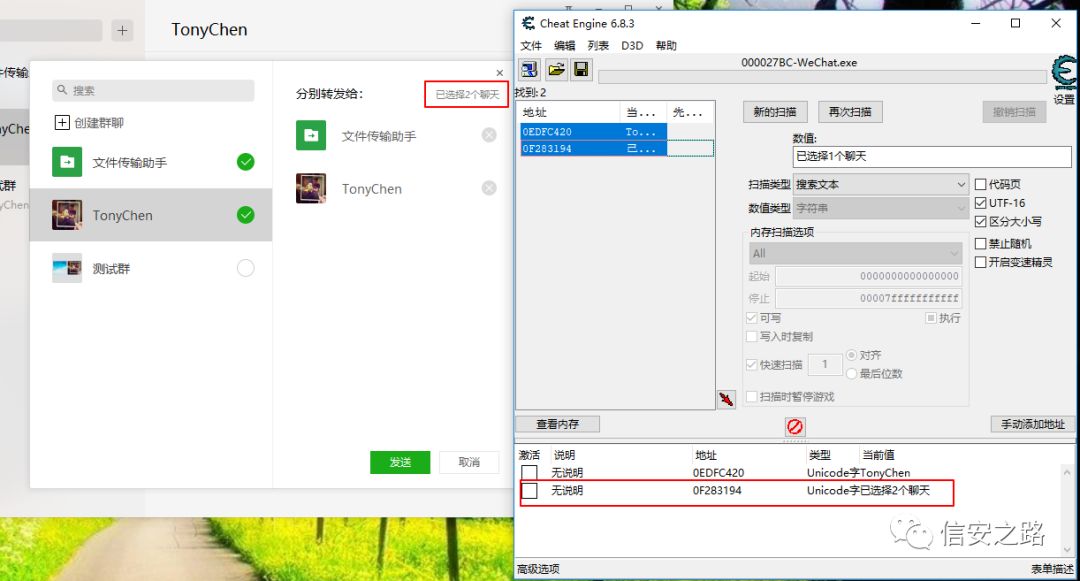 TonyChen
文件传输
yChe
群
yChen
搜索
创建群聊
文件传输助手
TonyChen
测试群
分别转发给：
已选择2个聊天
文件传输助手
TonyChen
发送
取消
Cheat Engine 6.8.3
文件 编辑 列表 D3D 帮助
000027BC-WeChat.exe
设置
找到:2
地址 当... 先...
0EDFC420 To...
0F283194 已...
新的扫描 再次扫描 撤销扫描
数值:
已选择1个聊天
扫描类型 搜索文本
数值类型 字符串
代码页
UTF-16
区分大小写
禁止随机
开启变速精灵
内存扫描选项
All
起始 0000000000000000
停止 00007fffffffffff
可写 执行
写入时复制
快速扫描 1 对齐
最后位数
扫描时暂停游戏
查看内存
手动添加地址
激活 说明 地址 类型 当前值
无说明 0EDFC420 Unicode字TonyChen
无说明 0F283194 Unicode字已选择2个聊天
信安之路
高级选项 表单描述